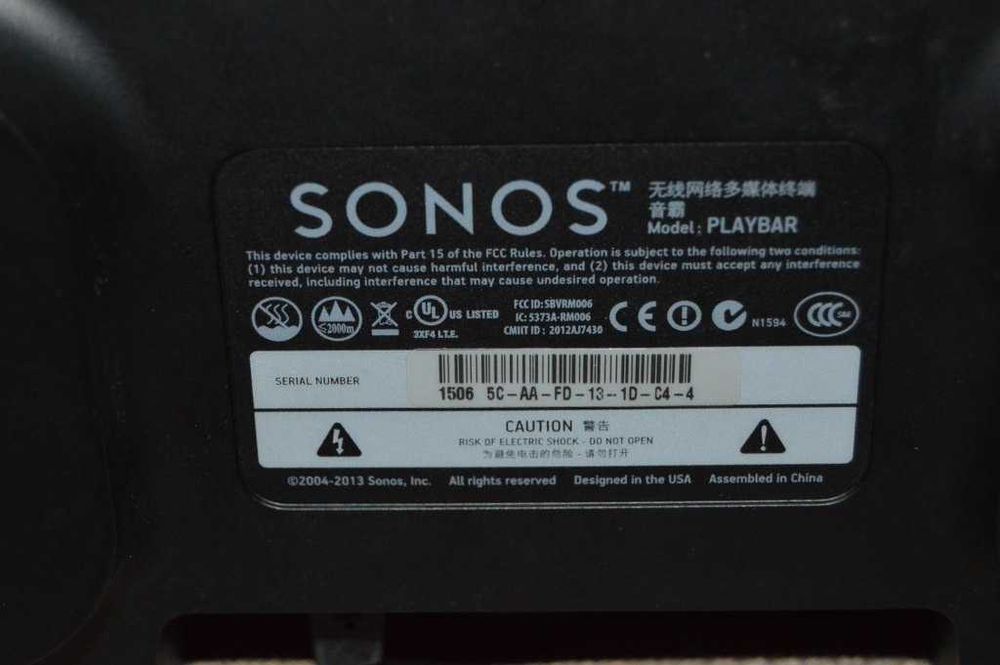 SONOS™
无线网络多媒体终端
音霸
Model: PLAYBAR
This device complies with Part 15 of the FCC Rules. Operation is subject to the following two conditions:
(1) this device may not cause harmful interference, and (2) this device must accept any interference
received, including interference that may cause undesired operation.
≤2000m
C UL US LISTED
3XF4 I.T.E.
FCC ID: SBVRM006
IC: 5373A-RM006
CMIIT ID: 2012AJ7430
CE
N1594
CCC S&E
SERIAL NUMBER
1506 5C-AA-FD-13-1D-C4-4
CAUTION 警告
RISK OF ELECTRIC SHOCK - DO NOT OPEN
为避免电击的危险 - 请勿打开
©2004-2013 Sonos, Inc. All rights reserved Designed in the USA Assembled in China